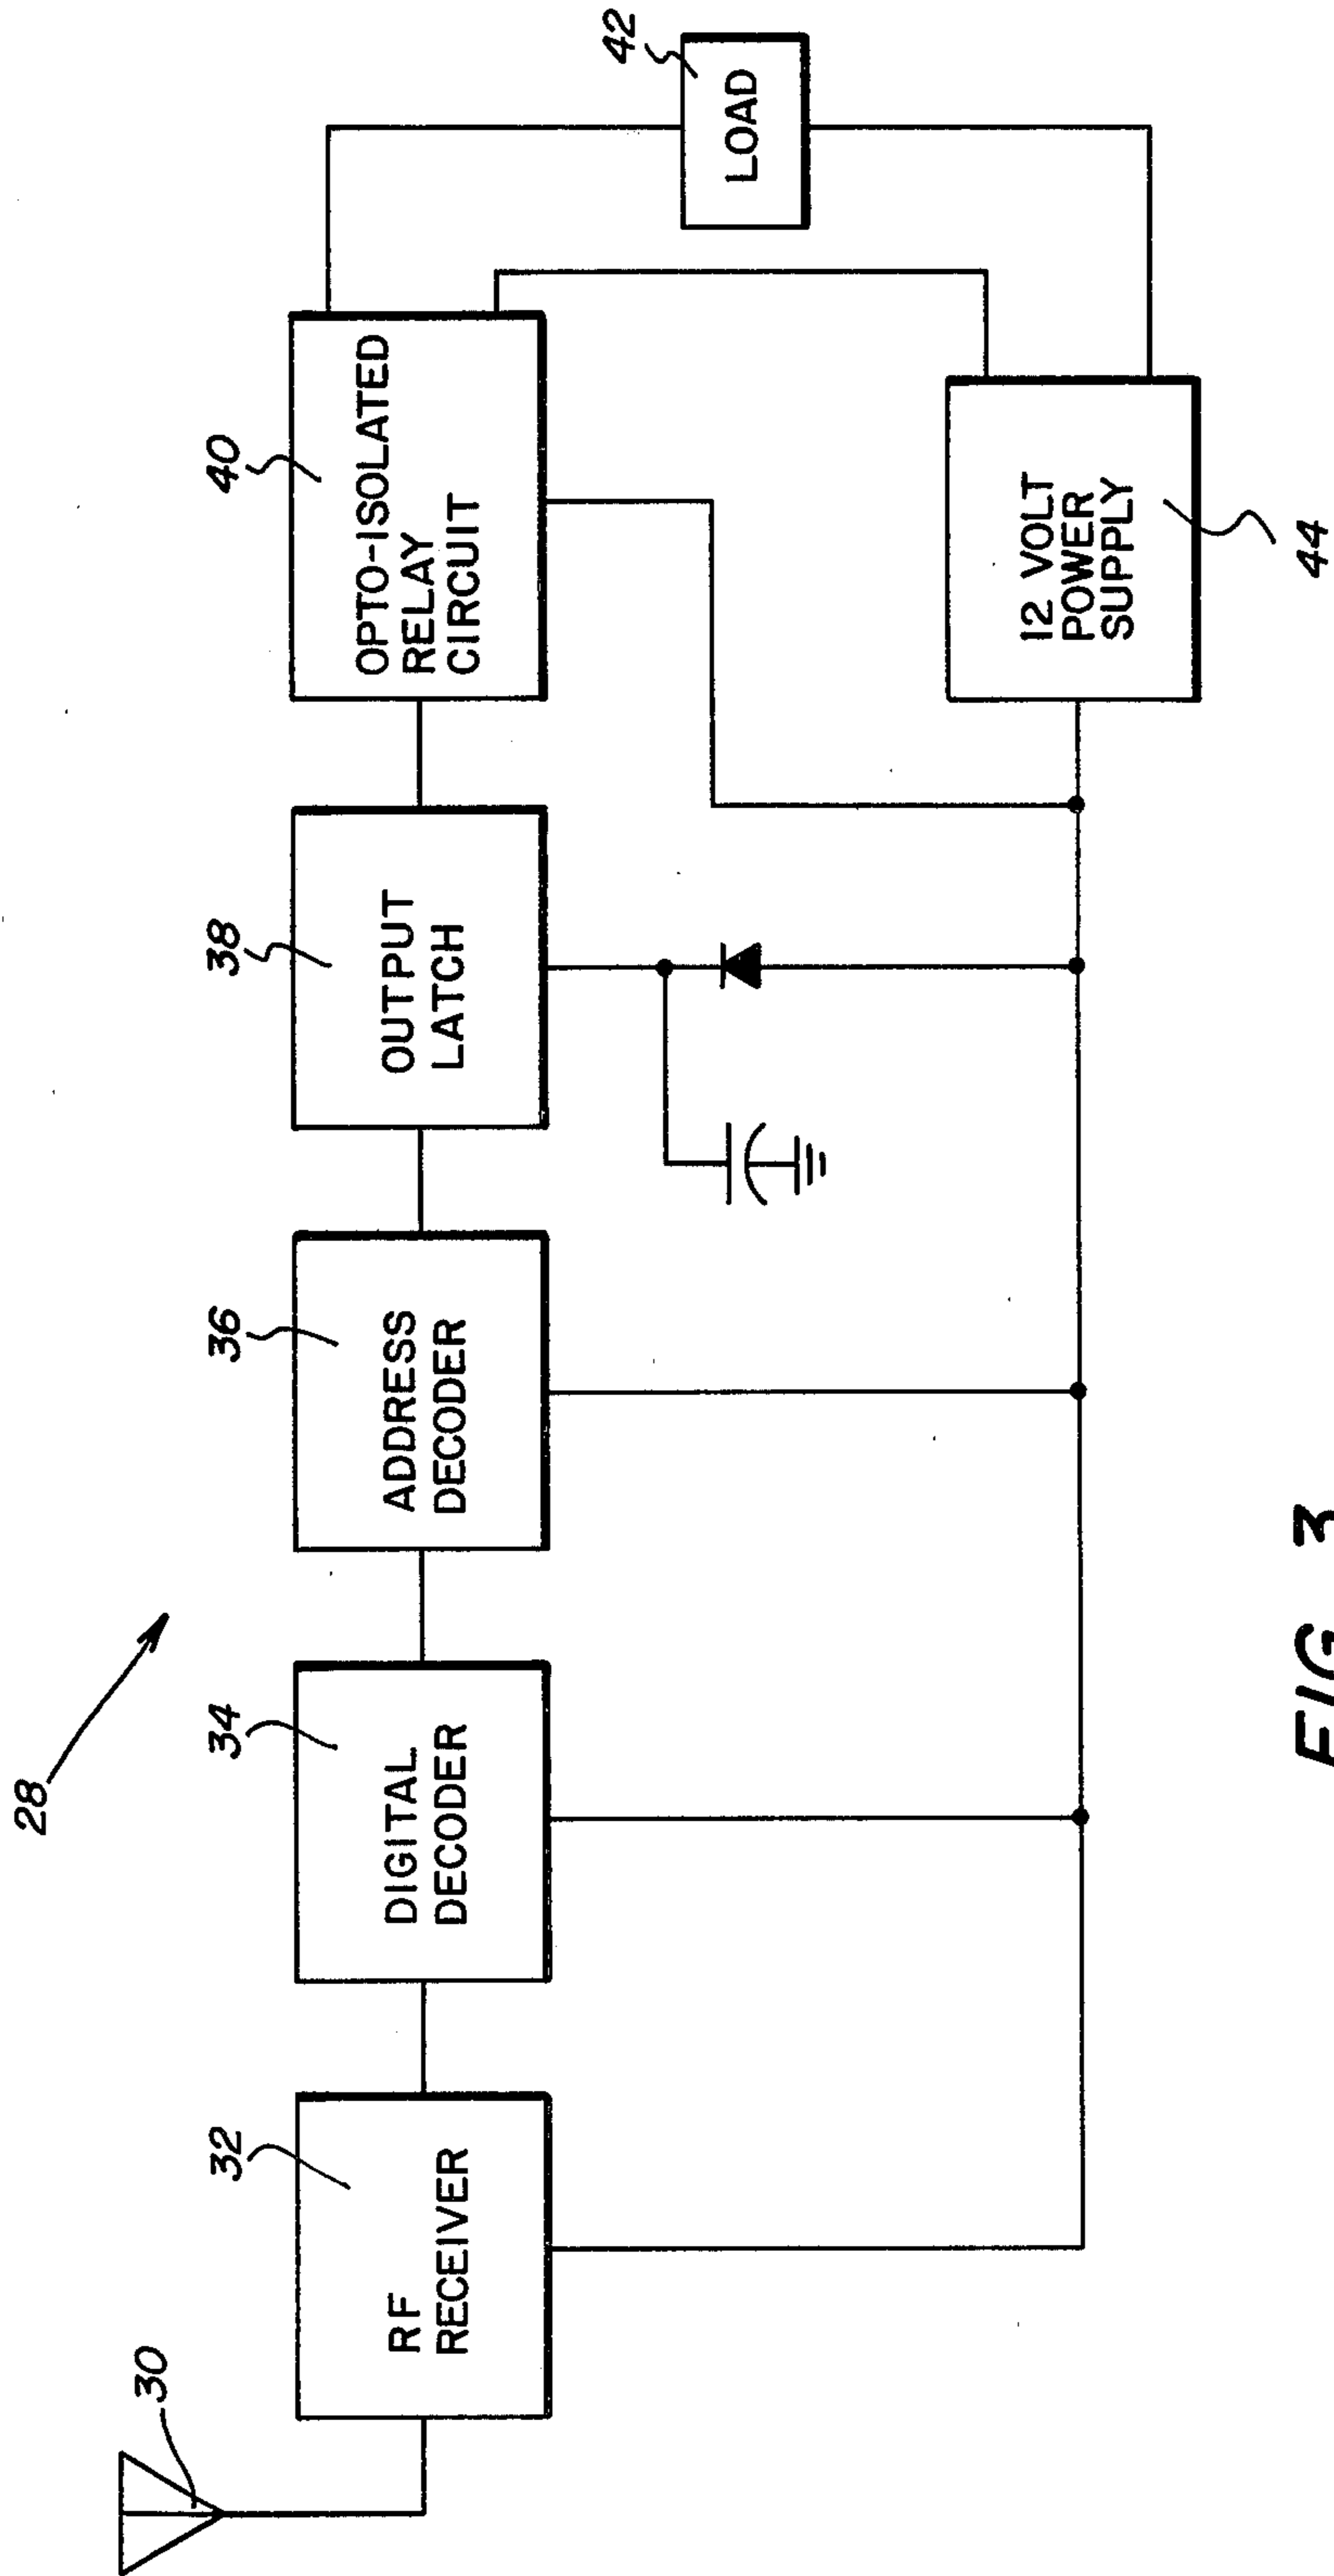 28
30
32
RF
RECEIVER
34
DIGITAL
DECODER
36
ADDRESS
DECODER
38
OUTPUT
LATCH
40
OPTO-ISOLATED
RELAY
CIRCUIT
42
LOAD
12 VOLT
POWER
SUPPLY
44
FIG. 3